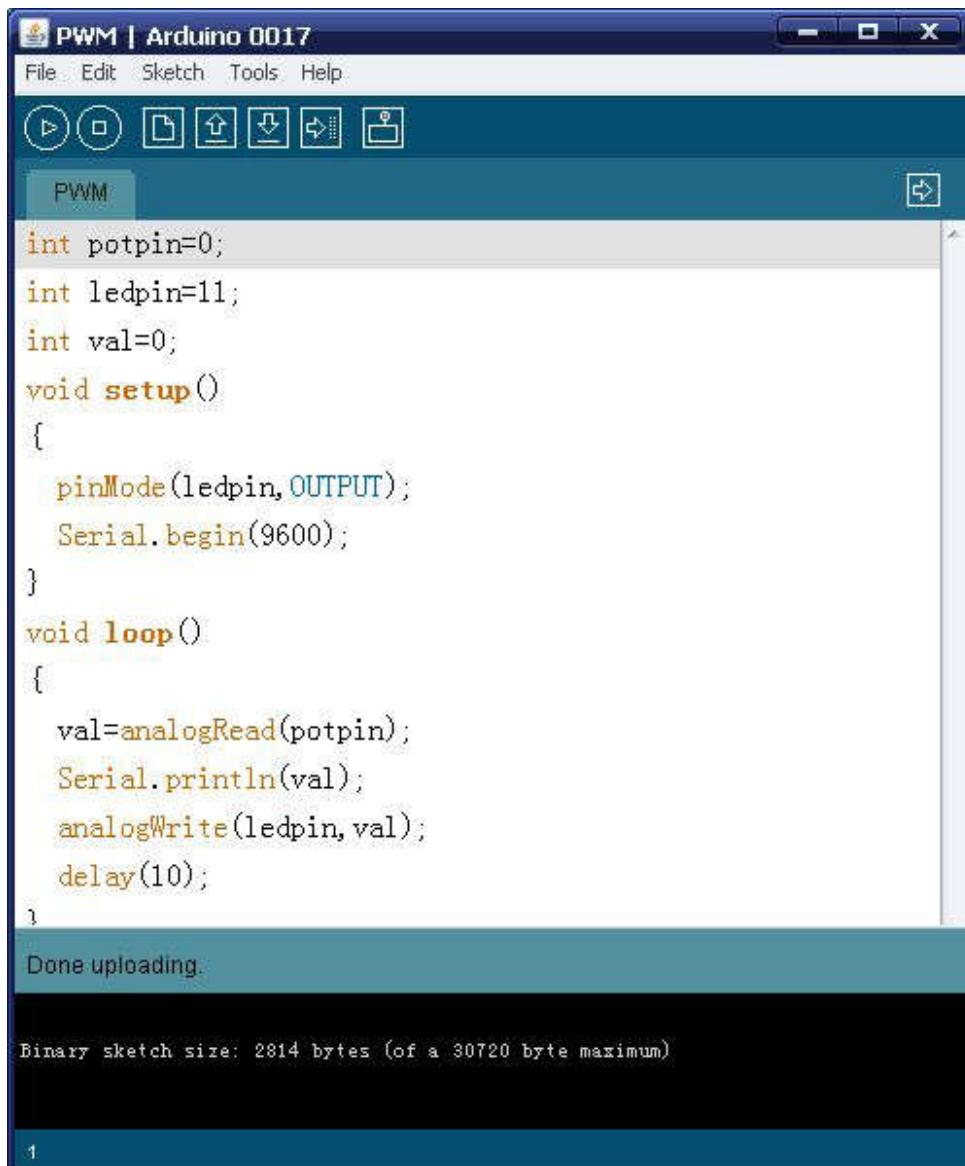 PWM | Arduino 0017
File Edit Sketch Tools Help
PWM
int potpin=0;
int ledpin=11;
int val=0;
void setup()
{
pinMode(ledpin,OUTPUT);
Serial.begin(9600);
}
void loop()
{
val=analogRead(potpin);
Serial.println(val);
analogWrite(ledpin,val);
delay(10);
}
Done uploading.
Binary sketch size: 2814 bytes (of a 30720 byte maximum)
1